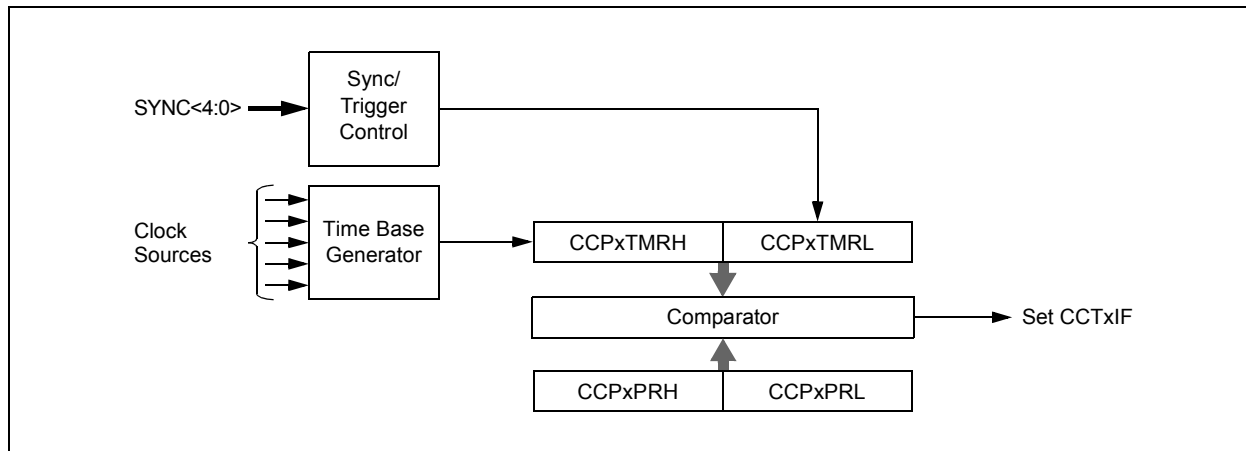 Sync/
Trigger
Control
SYNC<4:0>
Clock
Sources
Time Base
Generator
CCPxTMRH
CCPxTMRL
Comparator
Set CCTxIF
CCPxPRH
CCPxPRL